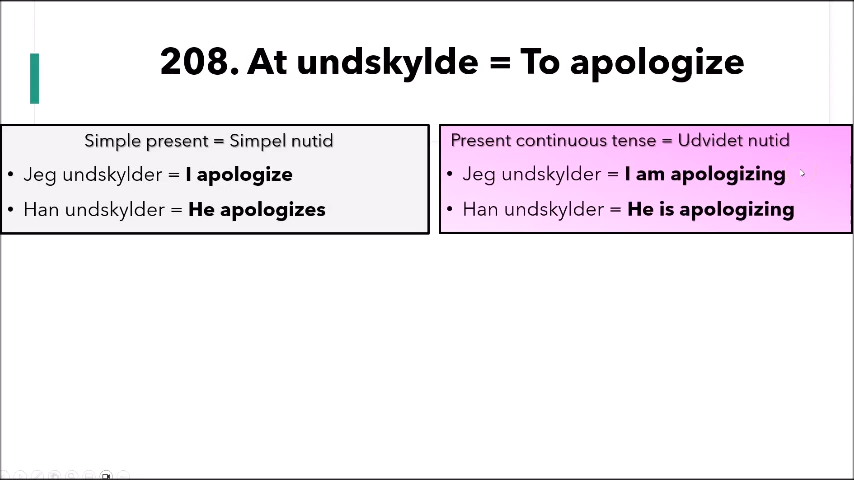 208. At undskylde = To apologize
Simple present = Simpel nutid
• Jeg undskylder = I apologize
• Han undskylder = He apologizes
Present continuous tense = Udvidet nutid
• Jeg undskylder = I am apologizing
• Han undskylder = He is apologizing